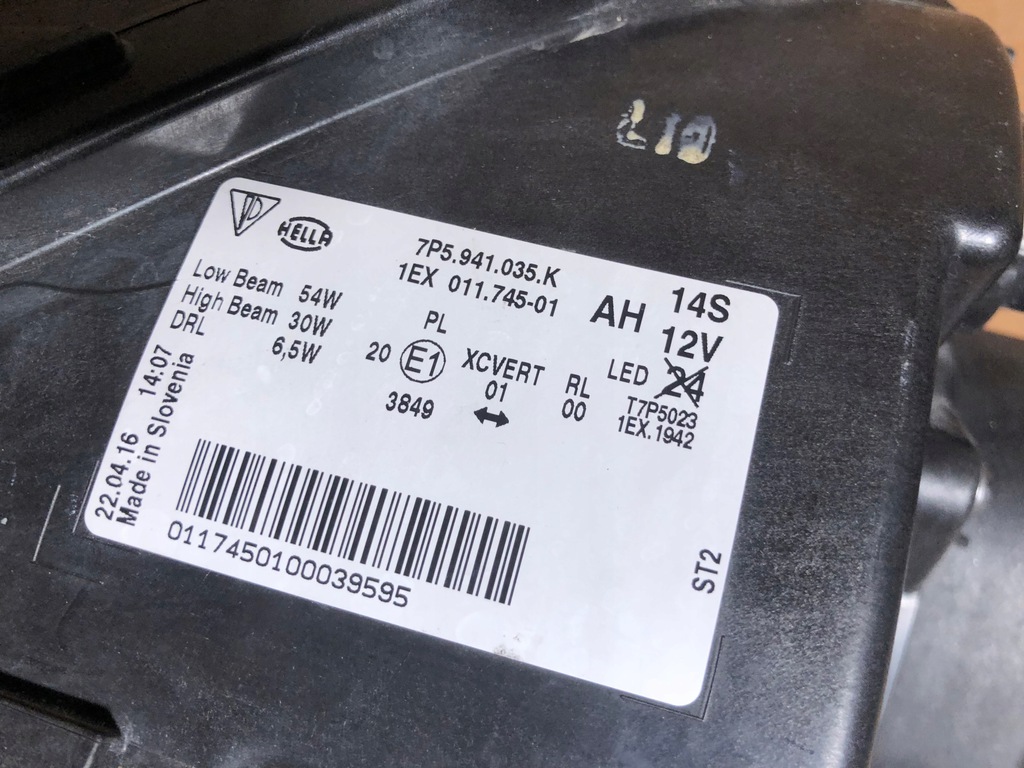 L10
HELLA
7P5.941.035.K
1EX 011.745-01
AH
14S
12V
Low Beam 54W
High Beam 30W
DRL 6,5W
PL
20 E1
3849
XCVERT
01
RL
00
LED 24
T7P5023
1EX.1942
22.04.16 14:07
Made in Slovenia
01174501000039595
ST2